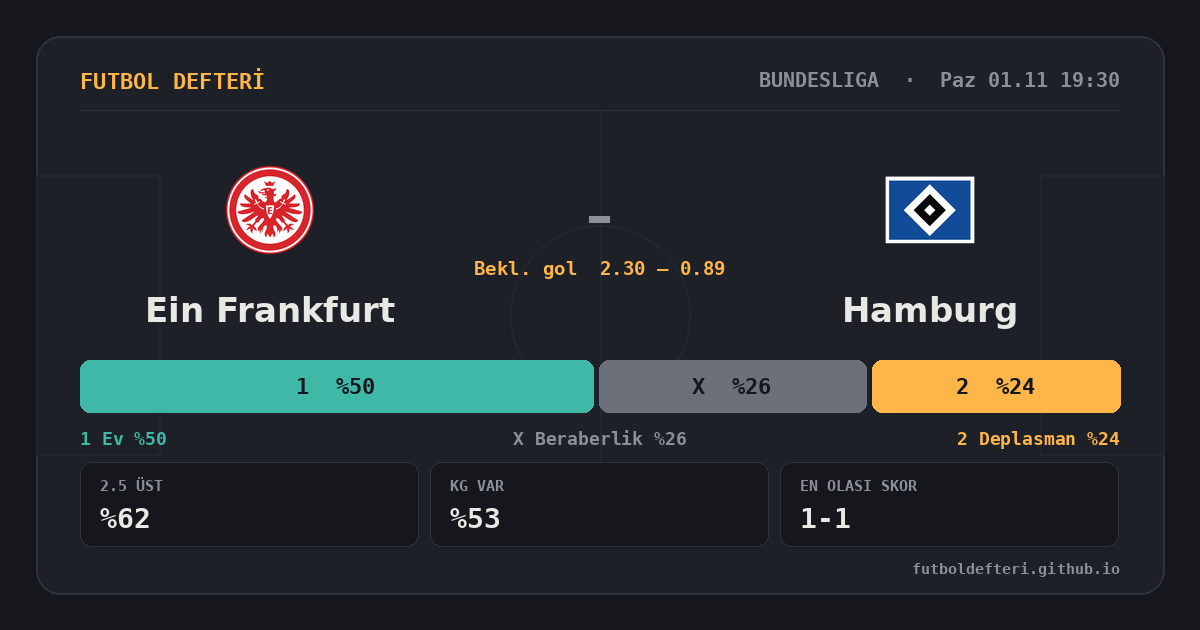 FUTBOL DEFTERİ
BUNDESLIGA · Paz 01.11 19:30
E
–
Bekl. gol 2.30 – 0.89
Ein Frankfurt
Hamburg
1 %50
X %26
2 %24
1 Ev %50
X Beraberlik %26
2 Deplasman %24
2.5 ÜST
KG VAR
EN OLASI SKOR
%62
%53
1-1
futboldefteri.github.io